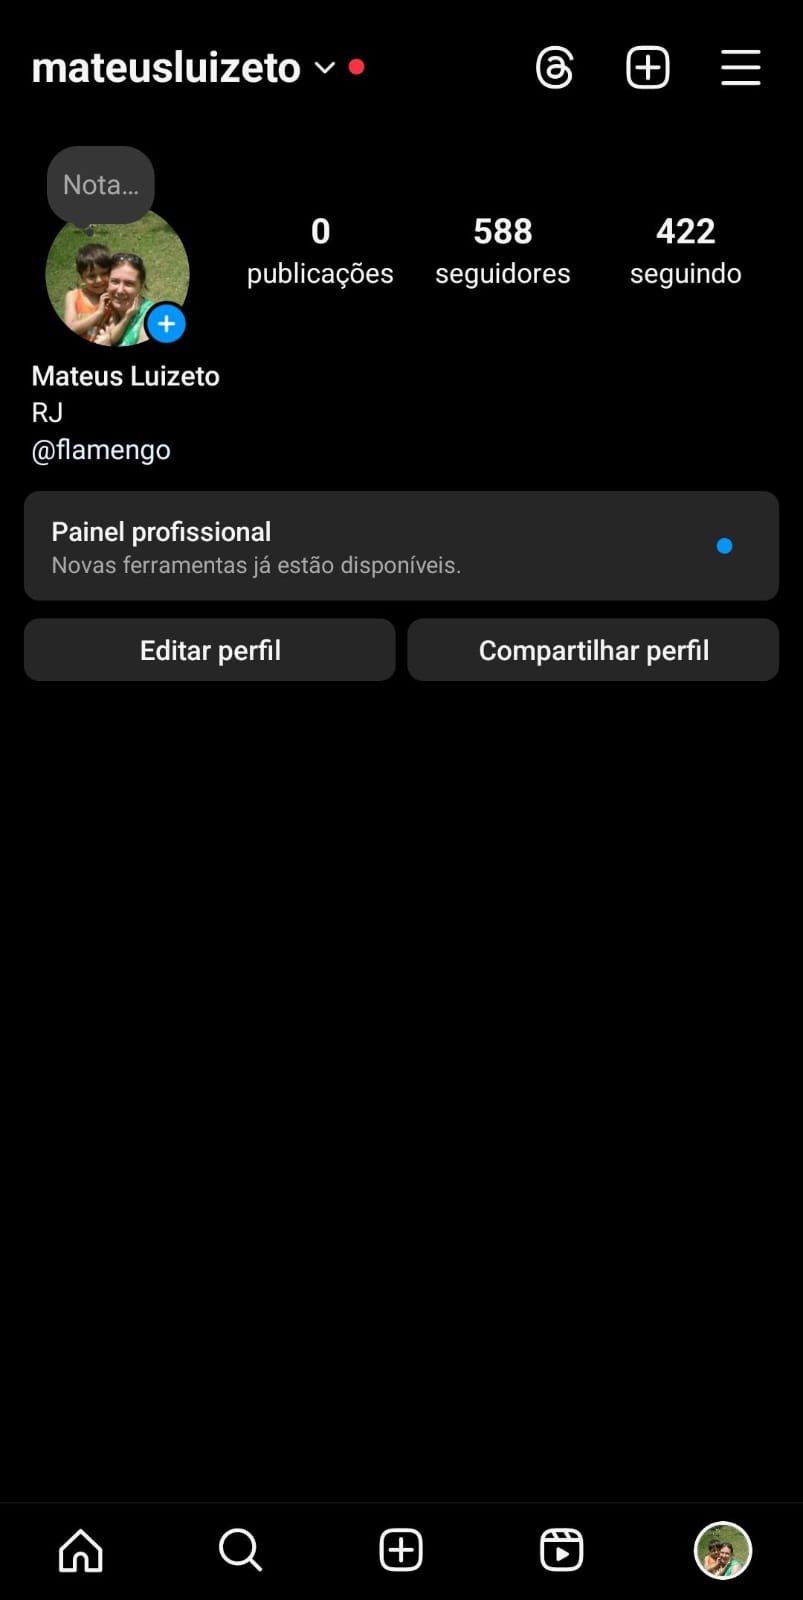 mateusluizeto
Nota...
0
publicações
588
seguidores
422
seguindo
Mateus Luizeto
RJ
@flamengo
Painel profissional
Novas ferramentas já estão disponíveis.
Editar perfil
Compartilhar perfil